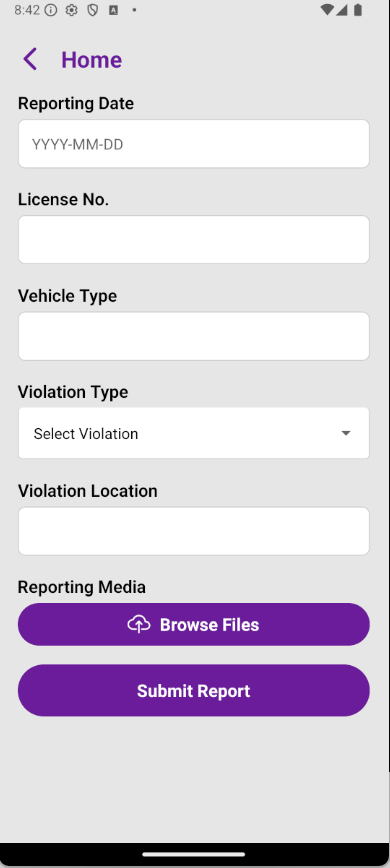 8:42
Home
Reporting Date
YYYY-MM-DD
License No.
Vehicle Type
Violation Type
Select Violation
Violation Location
Reporting Media
Browse Files
Submit Report